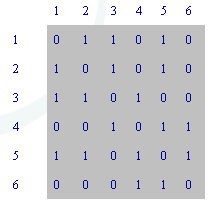 1 2 3 4 5 6
1 0 1 1 0 1 0
2 1 0 1 0 1 0
3 1 1 0 1 0 0
4 0 0 1 0 1 1
5 1 1 0 1 0 1
6 0 0 0 1 1 0